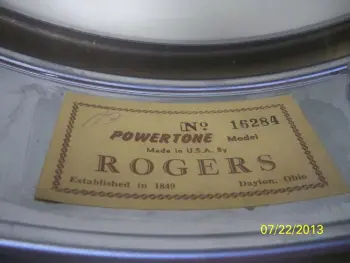 No. 16284
POWERTONE Model
Made in U.S.A. By
ROGERS
Established in 1849 Dayton, Ohio
07/22/2013